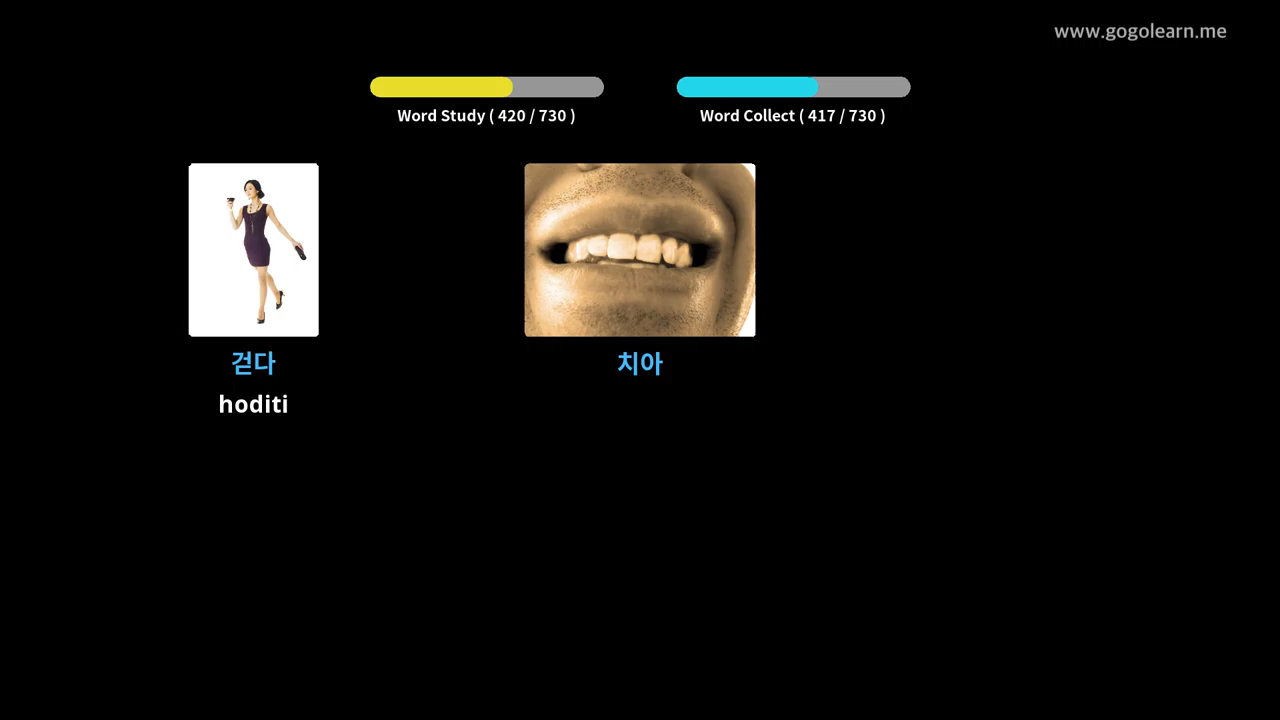 www.gogolearn.me
Word Study ( 420 / 730 )
Word Collect ( 417 / 730 )
걷다
치아
hoditi